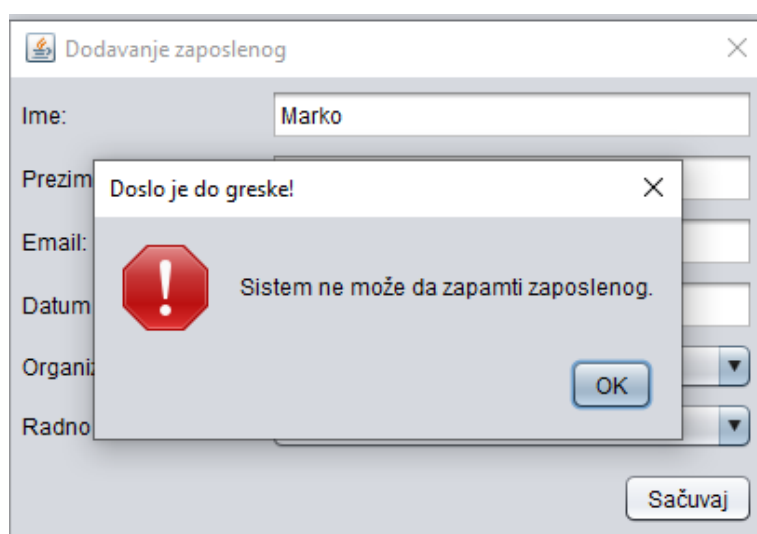 Dodavanje zaposlenog
Ime:
Marko
Prezim
Doslo je do greske!
Email:
Sistem ne može da zapamti zaposlenog.
Datum
Organiz
OK
Radno
Sačuvaj